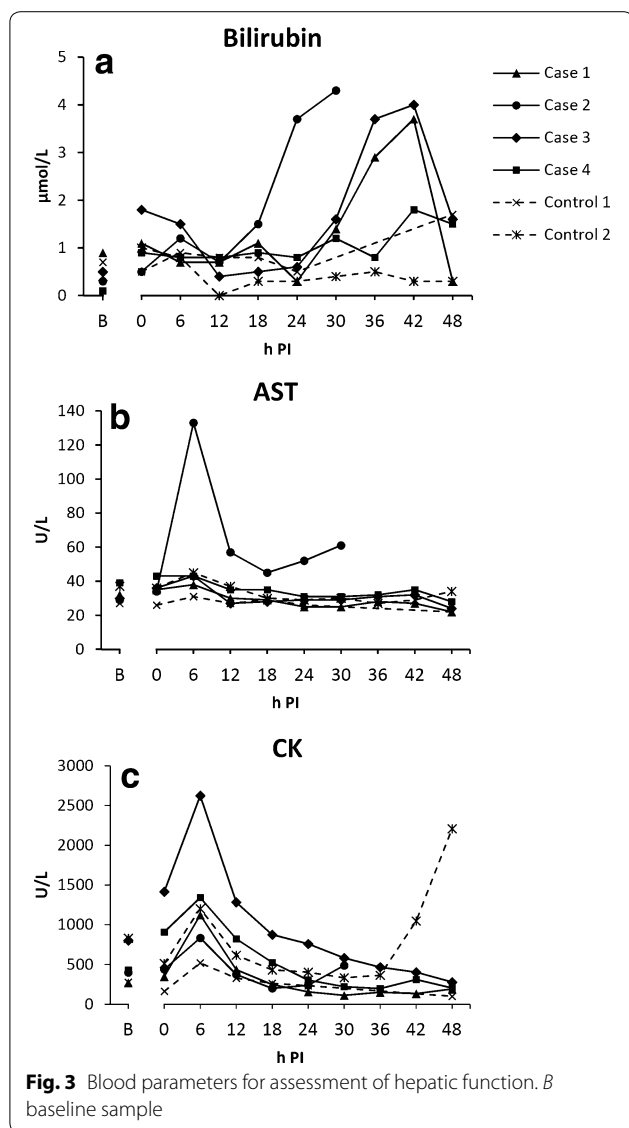 Bilirubin
a
5
4
3
2
1
0
µmol/L
B 0 6 12 18 24 30 36 42 48
h PI
Case 1
Case 2
Case 3
Case 4
Control 1
Control 2
AST
b
140
120
100
80
60
40
20
0
U/L
B 0 6 12 18 24 30 36 42 48
h PI
CK
c
3000
2500
2000
1500
1000
500
0
U/L
B 0 6 12 18 24 30 36 42 48
h PI
Fig. 3 Blood parameters for assessment of hepatic function. B
baseline sample